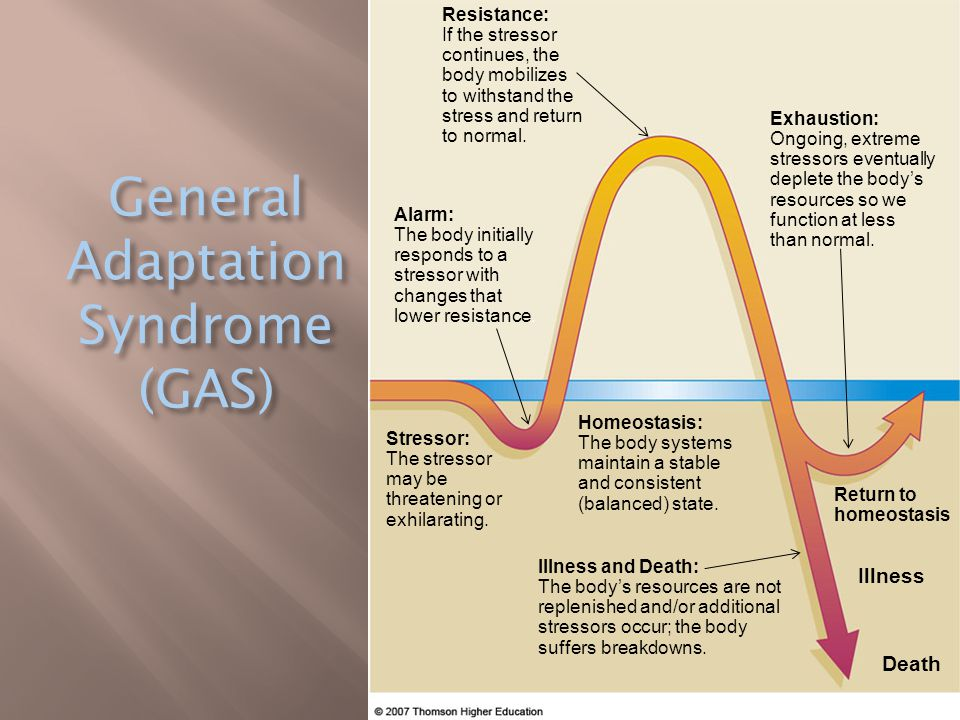 General
Adaptation
Syndrome
(GAS)
Resistance:
If the stressor
continues, the
body mobilizes
to withstand the
stress and return
to normal.
Exhaustion:
Ongoing, extreme
stressors eventually
deplete the body's
resources so we
function at less
than normal.
Alarm:
The body initially
responds to a
stressor with
changes that
lower resistance
Stressor:
The stressor
may be
threatening or
exhilarating.
Homeostasis:
The body systems
maintain a stable
and consistent
(balanced) state.
Return to
homeostasis
Illness and Death:
The body's resources are not
replenished and/or additional
stressors occur; the body
suffers breakdowns.
Illness
Death
© 2007 Thomson Higher Education